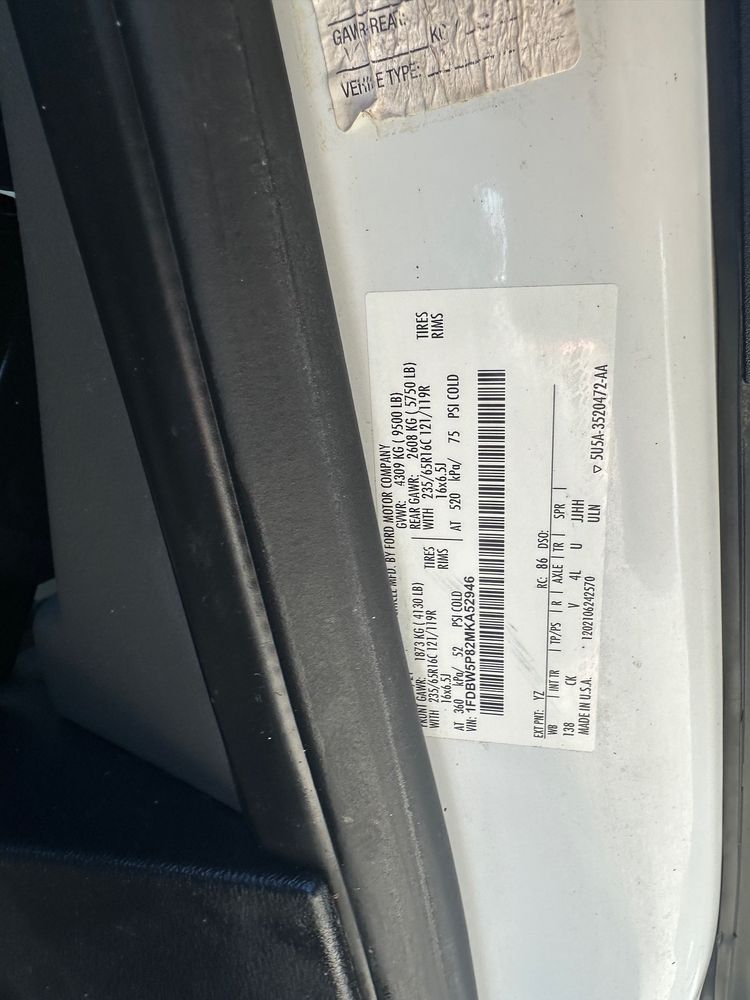 GAWR-REAR:
KG /
VEHICLE TYPE:
MFD. BY FORD MOTOR COMPANY
GVWR: 4309 KG ( 9500 LB)
FRONT GAWR: 1873 KG ( 4130 LB)
REAR GAWR: 2608 KG ( 5750 LB)
WITH 235/65R16C 121/119R TIRES
WITH 235/65R16C 121/119R TIRES
16x6.5J RIMS
16x6.5J RIMS
AT 360 kPa/ 52 PSI COLD
AT 520 kPa/ 75 PSI COLD
VIN: 1FDBW5P82MKA52946
EXT PNT: YZ RC: 86 DSO:
WB INT TR TP/PS R AXLE TR SPR
138 CK V 4L U JJHH
MADE IN U.S.A. 1202106242570 ULN
▽ 5U5A-3520472-AA